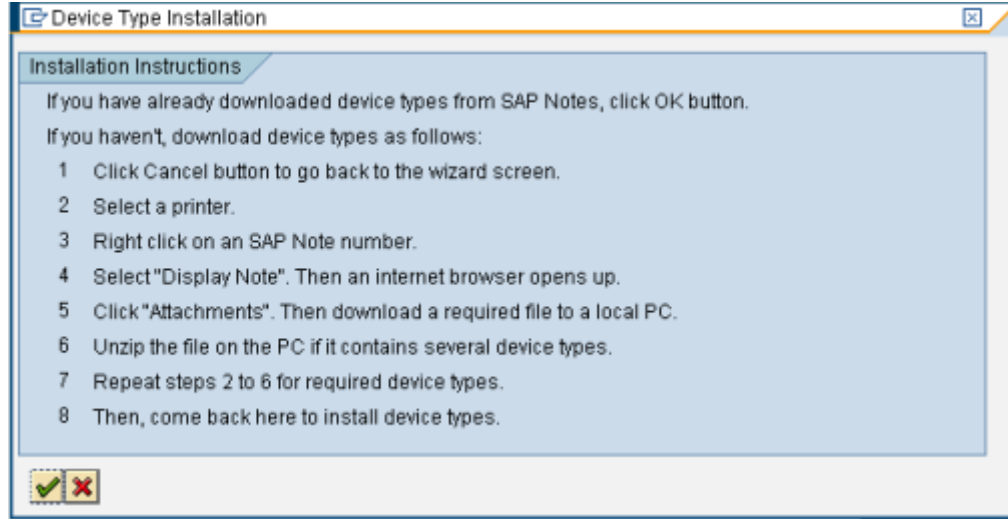 Device Type Installation
Installation Instructions
If you have already downloaded device types from SAP Notes, click OK button.
If you haven't, download device types as follows:
1 Click Cancel button to go back to the wizard screen.
2 Select a printer.
3 Right click on an SAP Note number.
4 Select "Display Note". Then an internet browser opens up.
5 Click "Attachments". Then download a required file to a local PC.
6 Unzip the file on the PC if it contains several device types.
7 Repeat steps 2 to 6 for required device types.
8 Then, come back here to install device types.